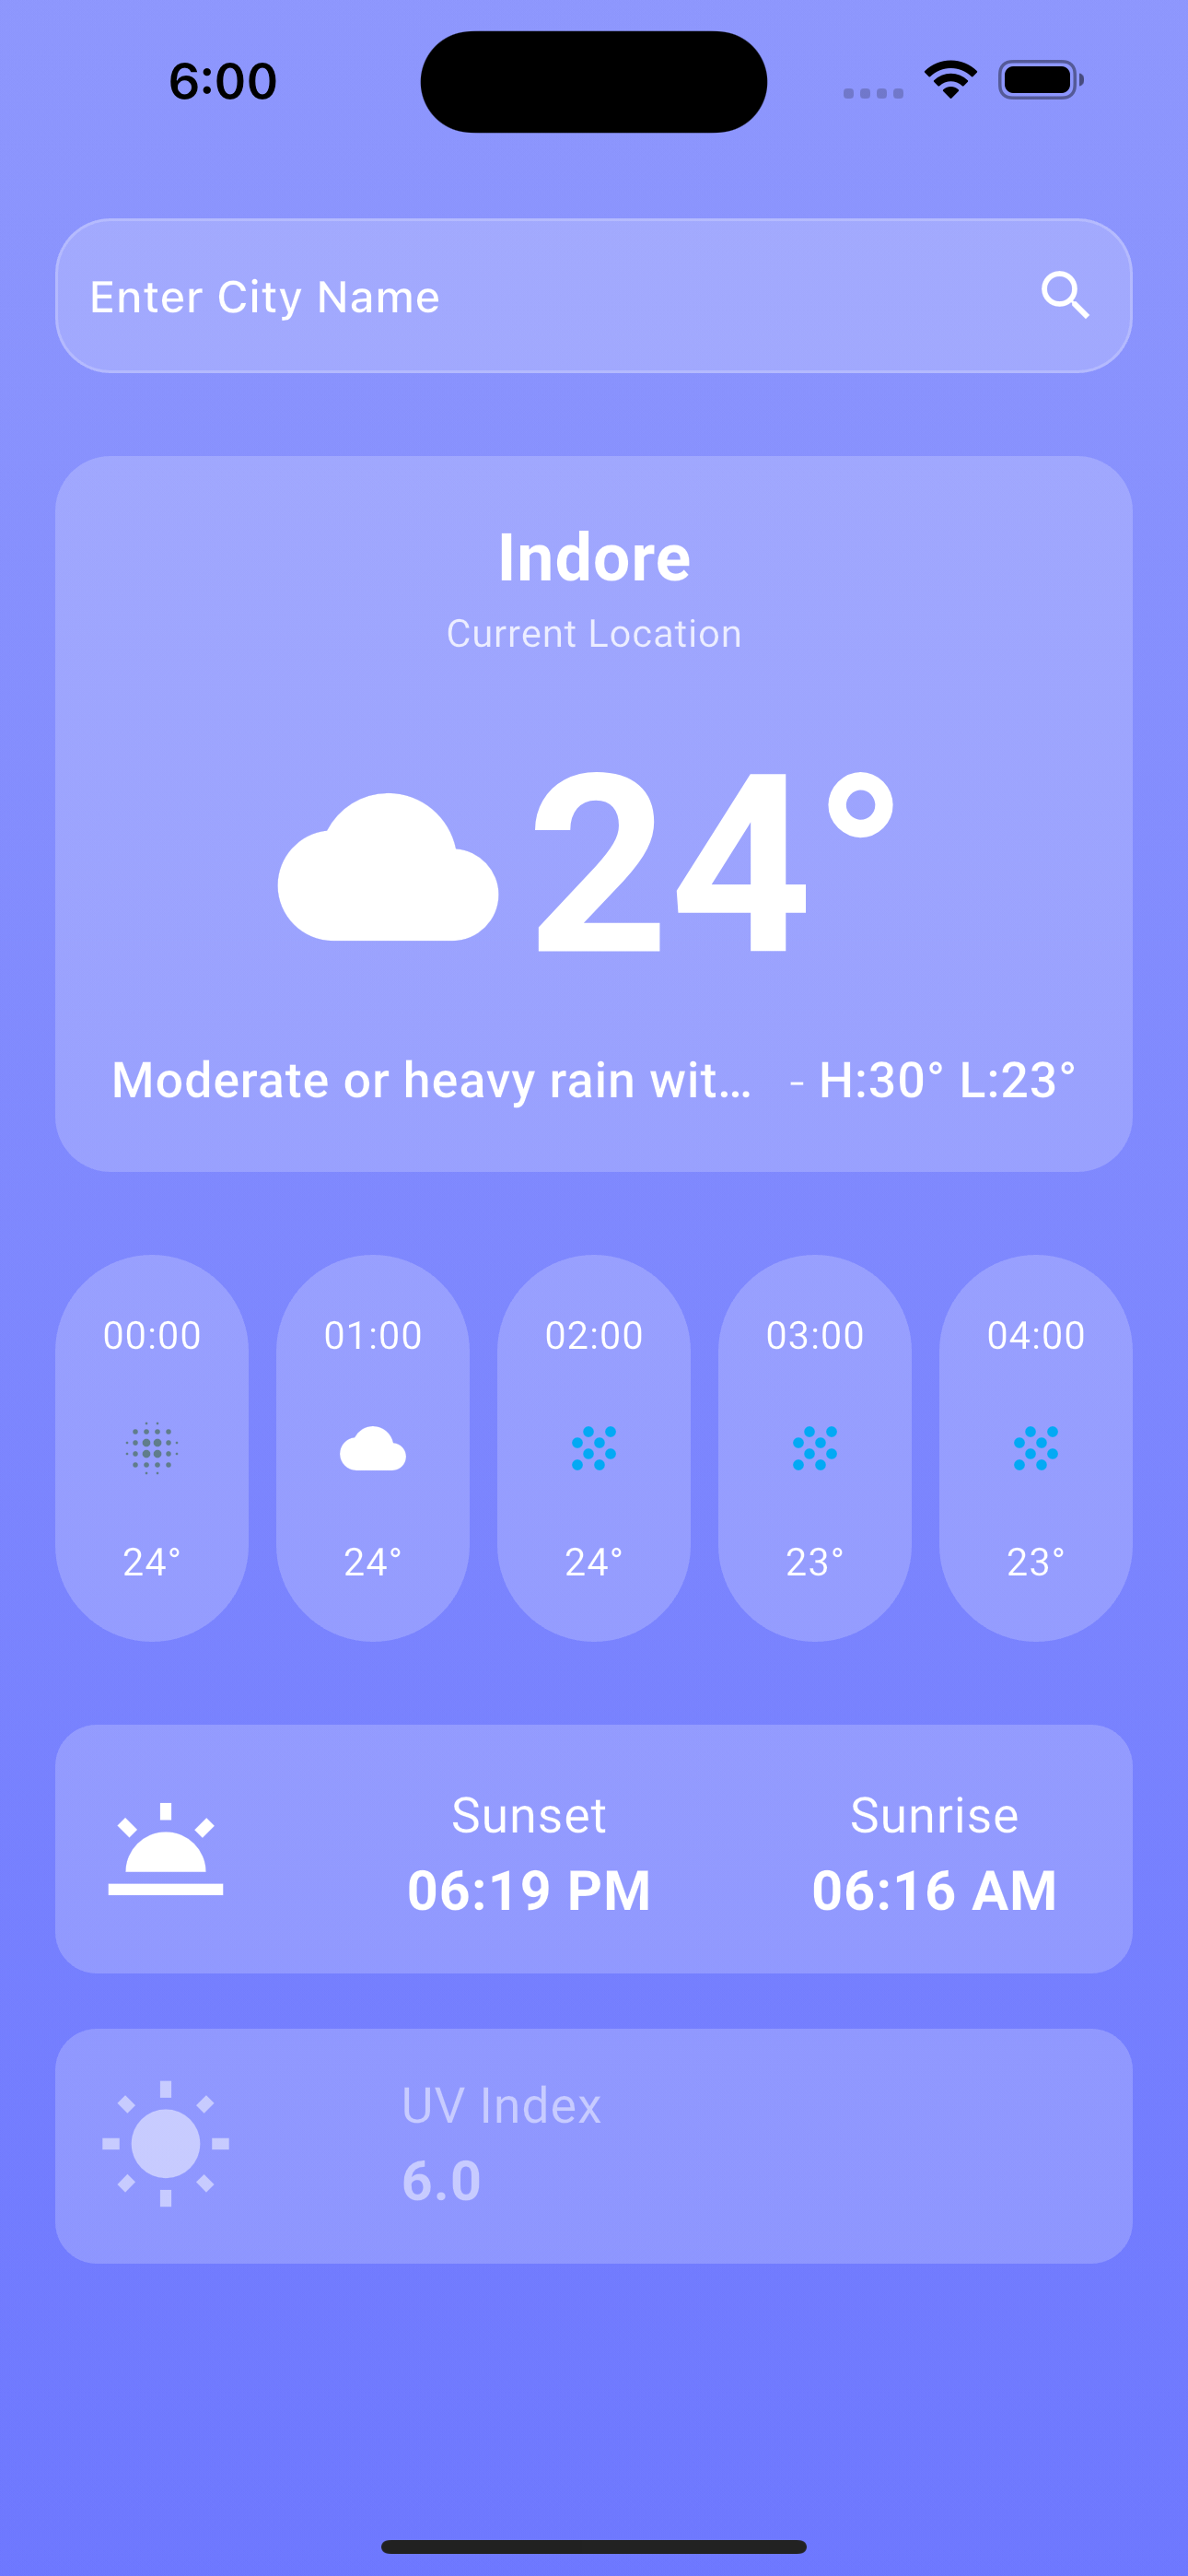 6:00
Enter City Name
Indore
Current Location
24°
Moderate or heavy rain wit... - H:30° L:23°
00:00 01:00 02:00 03:00 04:00
24° 24° 24° 23° 23°
Sunset Sunrise
06:19 PM 06:16 AM
UV Index
6.0